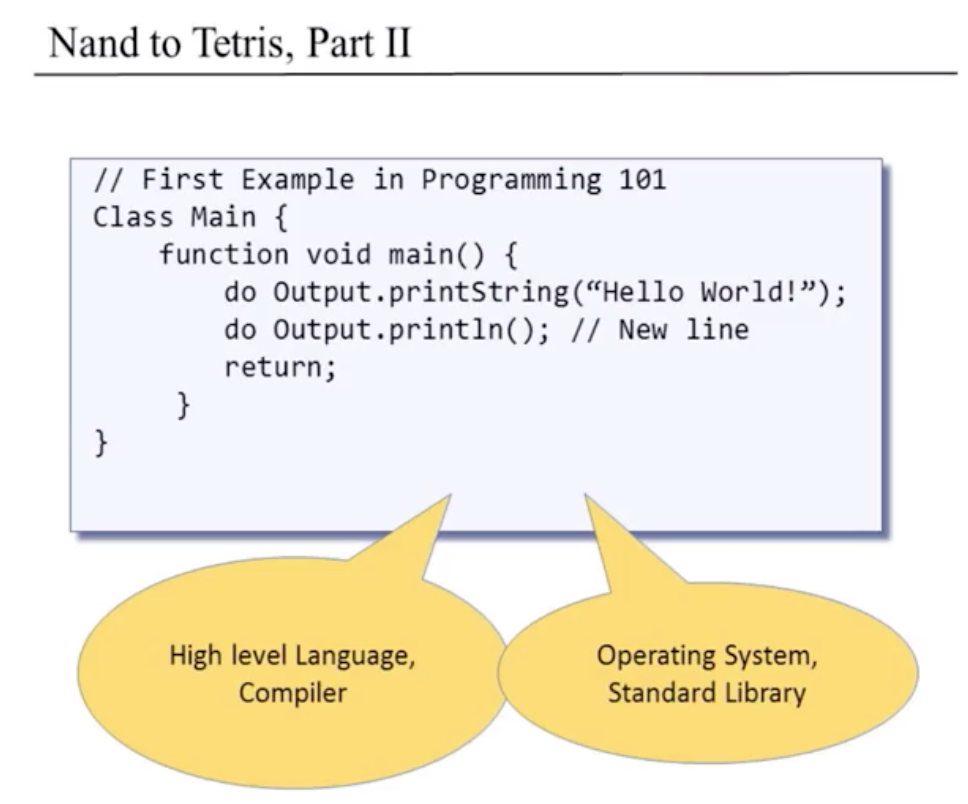 Nand to Tetris, Part II
// First Example in Programming 101
Class Main {
function void main() {
do Output.printString(“Hello World!”);
do Output.println(); // New line
return;
}
}
High level Language,
Compiler
Operating System,
Standard Library